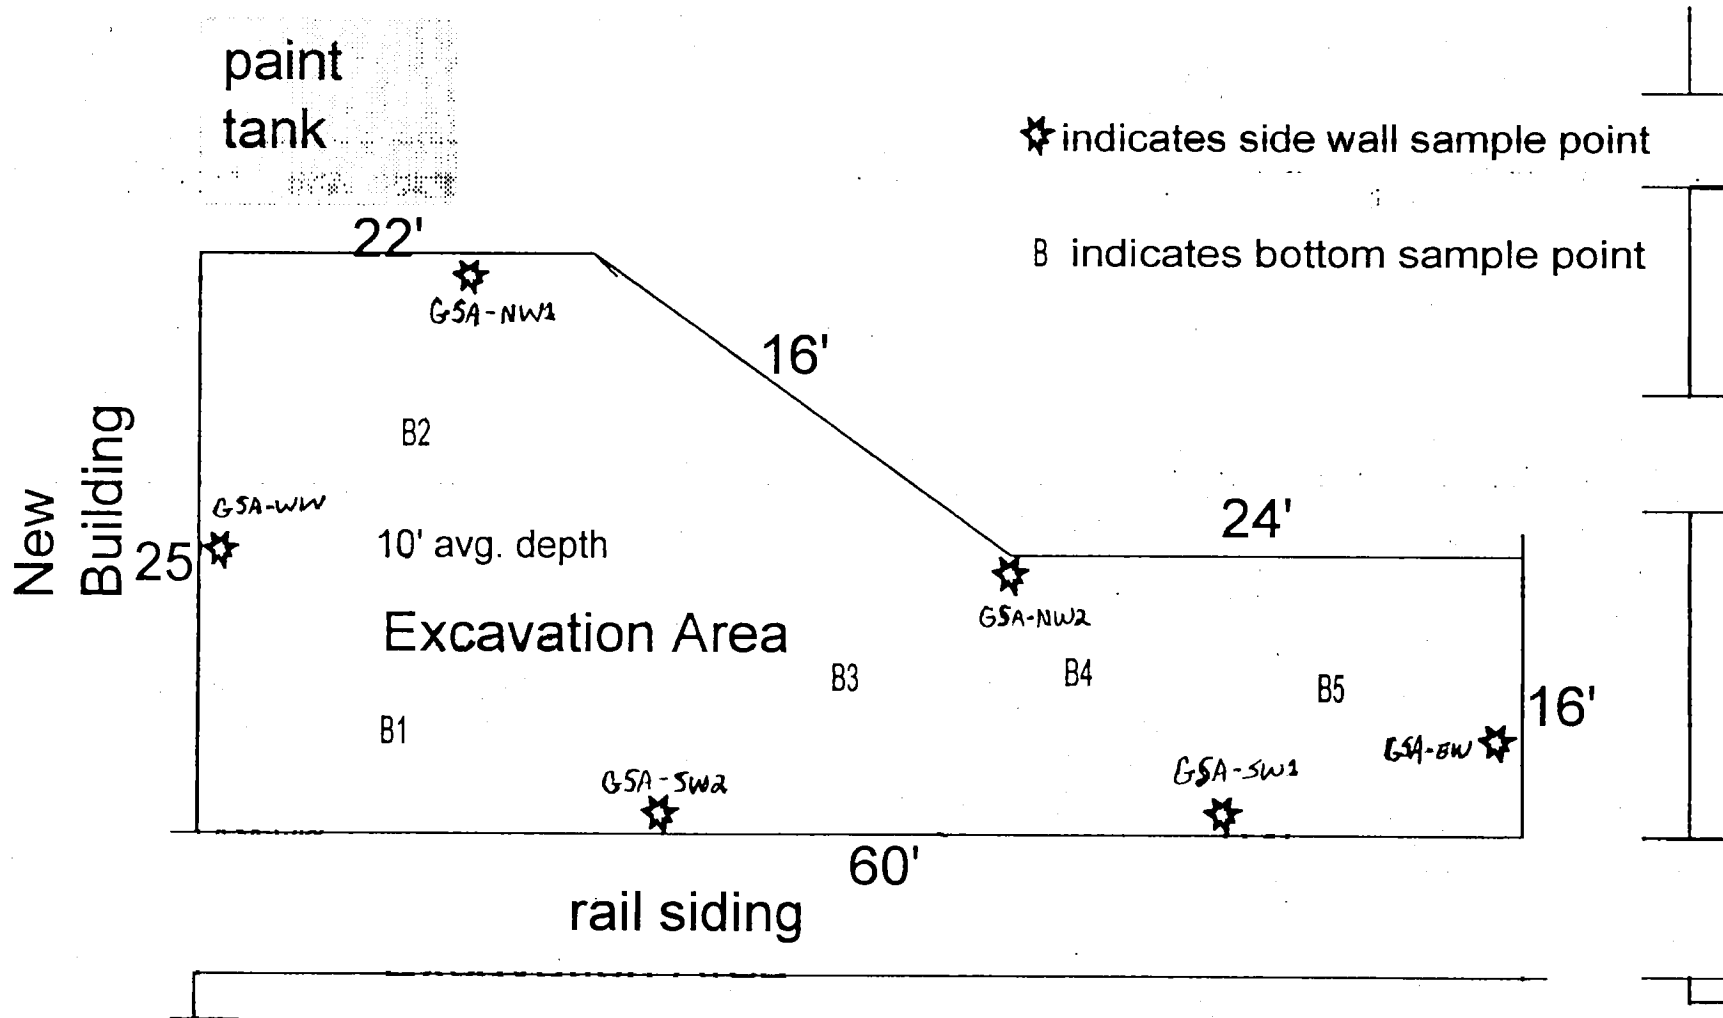 paint
tank
indicates side wall sample point
22'
B indicates bottom sample point
GSA-NW1
16'
B2
New
Building
GSA-WW
24'
25
10' avg. depth
GSA-NW2
Excavation Area
B3
B4
B5
16'
B1
GSA-EW
GSA-SW2
GSA-SW1
60'
rail siding